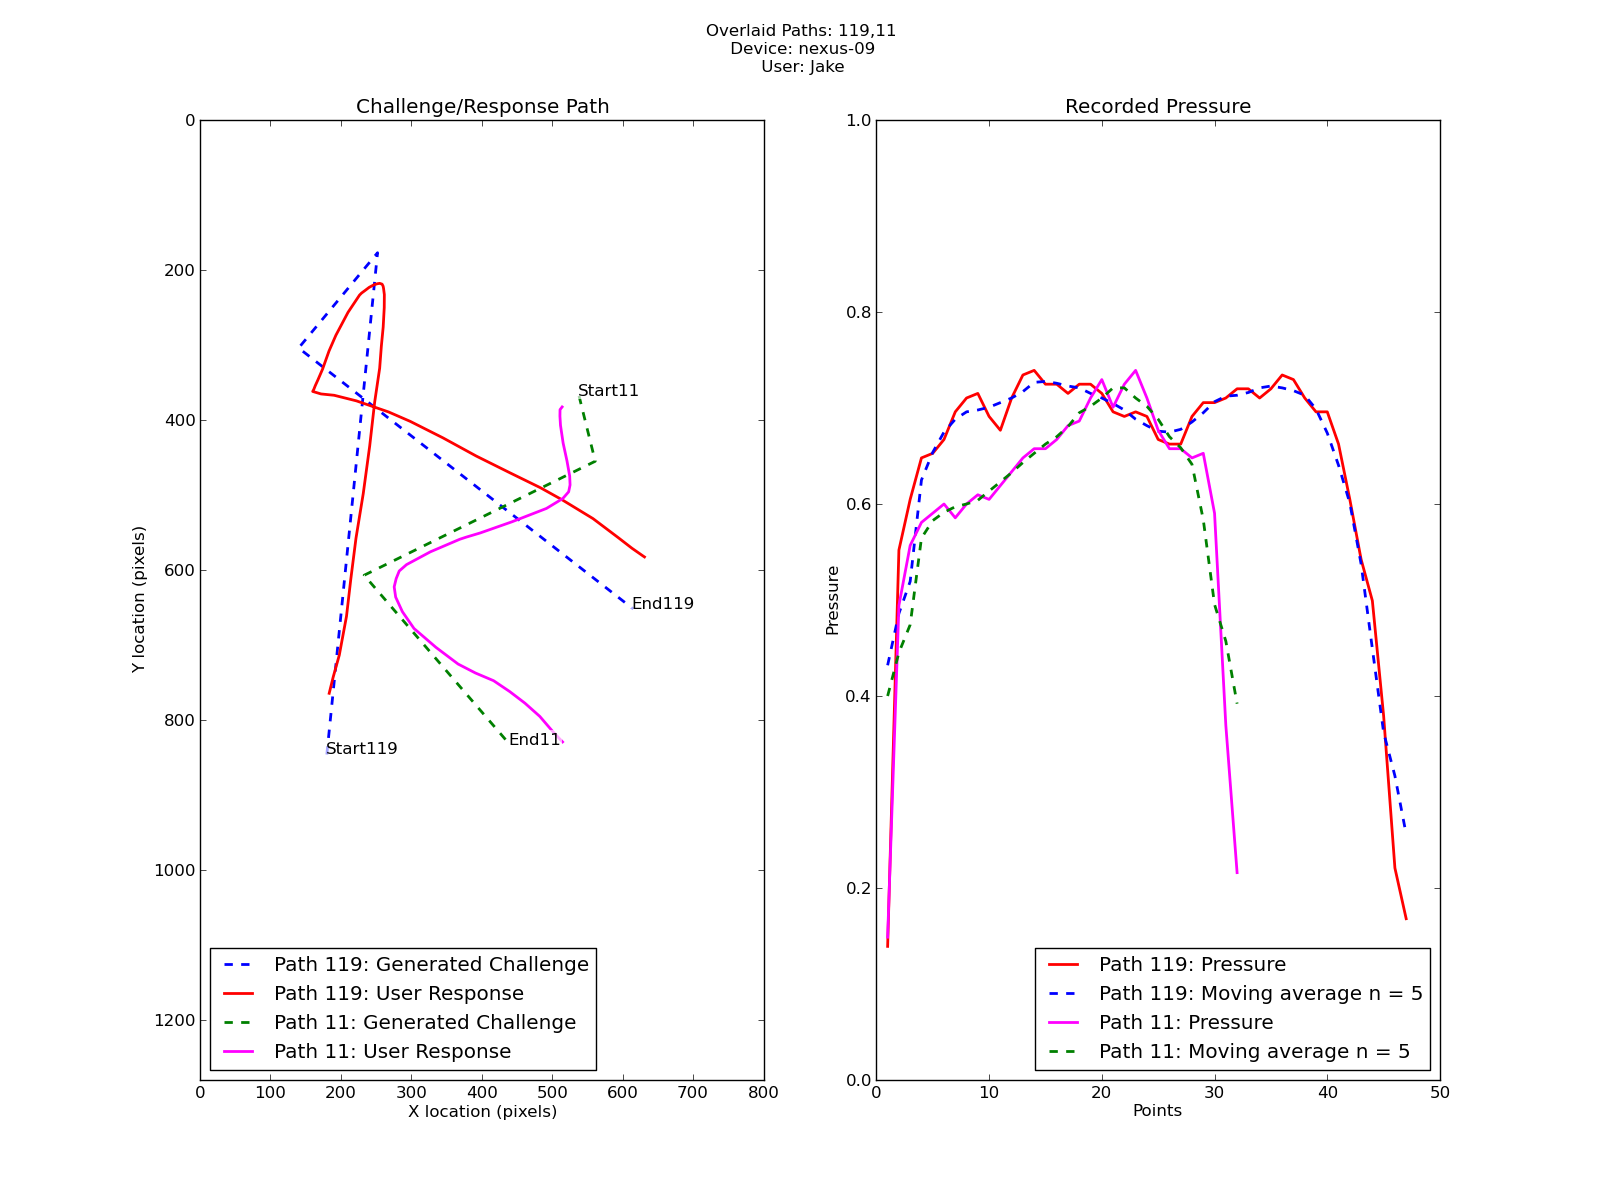 Overlaid Paths: 119,11
Device: nexus-09
User: Jake
Challenge/Response Path
0
200
400
600
800
1000
1200
Y location (pixels)
Start11
End119
End11
Start119
Path 119: Generated Challenge
Path 119: User Response
Path 11: Generated Challenge
Path 11: User Response
0 100 200 300 400 500 600 700 800
X location (pixels)
Recorded Pressure
1.0
0.8
0.6
0.4
0.2
0.0
Pressure
Path 119: Pressure
Path 119: Moving average n = 5
Path 11: Pressure
Path 11: Moving average n = 5
0 10 20 30 40 50
Points